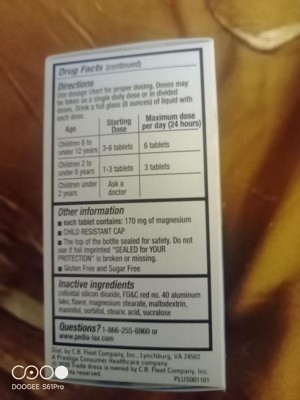 Drug Facts (continued)
Directions
Use dosage chart for proper dosing. Doses may
be taken as a single daily dose or in divided
doses. Drink a full glass (8 ounces) of liquid with
each dose.
Age Starting Dose Maximum dose per day (24 hours)
Children 6 to under 12 years 3-6 tablets 6 tablets
Children 2 to under 6 years 1-3 tablets 3 tablets
Children under 2 years Ask a doctor
Other information
■ each tablet contains: 170 mg of magnesium
■ CHILD RESISTANT CAP
■ The top of the bottle sealed for safety. Do not
use if foil imprinted "SEALED for YOUR
PROTECTION" is broken or missing.
■ Gluten Free and Sugar Free
Inactive ingredients
colloidal silicon dioxide, FD&C red no. 40 aluminum
lake, flavor, magnesium stearate, maltodextrin,
mannitol, sorbitol, stearic acid, sucralose
Questions? 1-866-255-6960 or
www.pedia-lax.com
Dist. by C.B. Fleet Company, Inc., Lynchburg, VA 24502
A Prestige Consumer Healthcare company
Trade dress is owned by C.B. Fleet Company, Inc.
rights reserved. PLUS001101
DOOGEE S61Pro